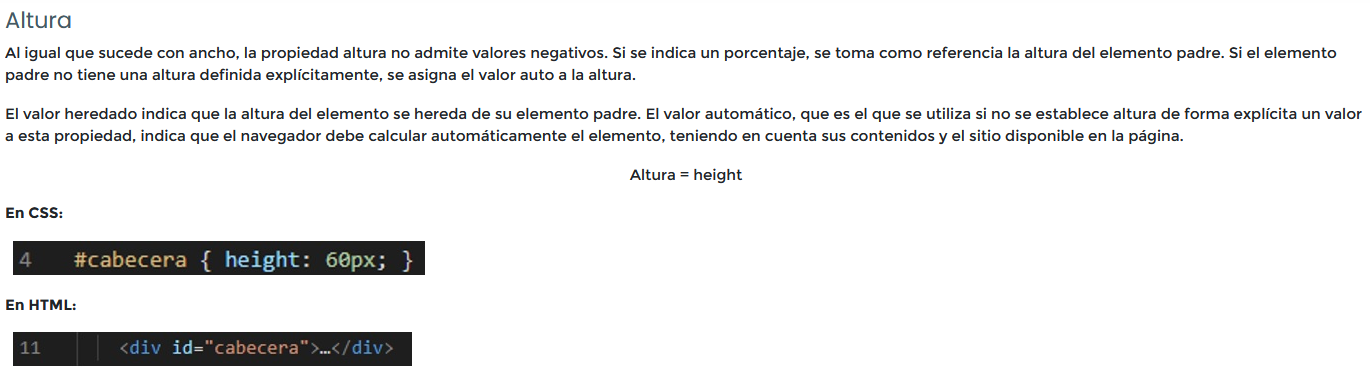 Altura
Al igual que sucede con ancho, la propiedad altura no admite valores negativos. Si se indica un porcentaje, se toma como referencia la altura del elemento padre. Si el elemento
padre no tiene una altura definida explícitamente, se asigna el valor auto a la altura.
El valor heredado indica que la altura del elemento se hereda de su elemento padre. El valor automático, que es el que se utiliza si no se establece altura de forma explícita un valor
a esta propiedad, indica que el navegador debe calcular automáticamente el elemento, teniendo en cuenta sus contenidos y el sitio disponible en la página.
Altura = height
En CSS:
4 #cabecera { height: 60px; }
En HTML:
11 <div id="cabecera">…</div>